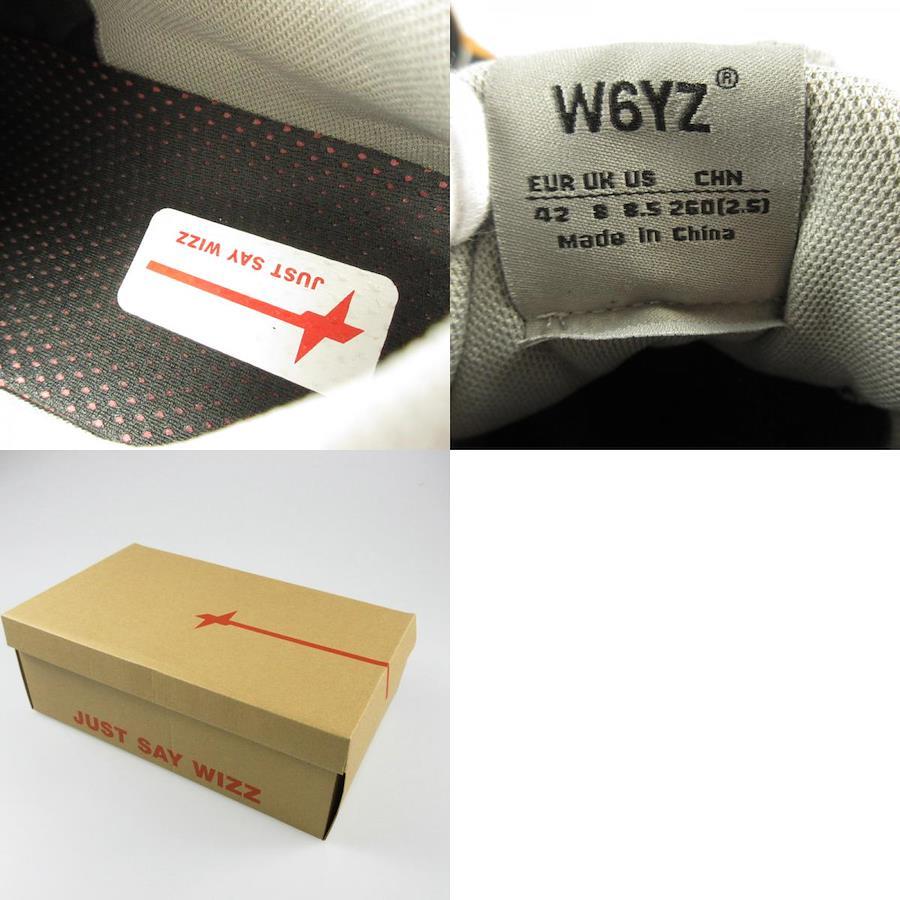 JUST SAY WIZZ
W6YZ®
EUR UK US CHN
42 8 8.5 260(2.5)
Made In China
JUST SAY WIZZ